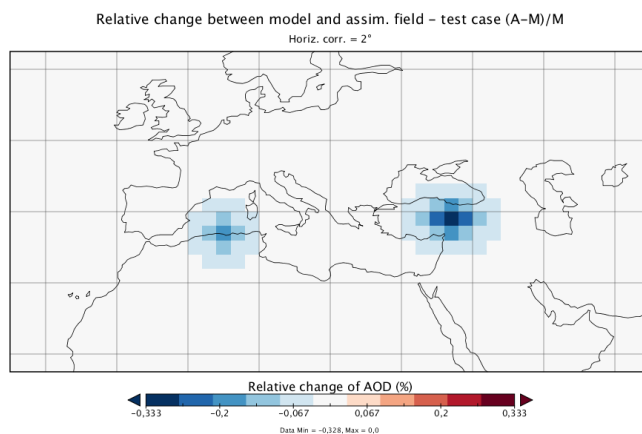 Relative change between model and assim. field - test case (A-M)/M
Horiz. corr. = 2°
Relative change of AOD (%)
-0,333 -0,2 -0,067 0,067 0,2 0,333
Data Min = -0,328, Max = 0,0